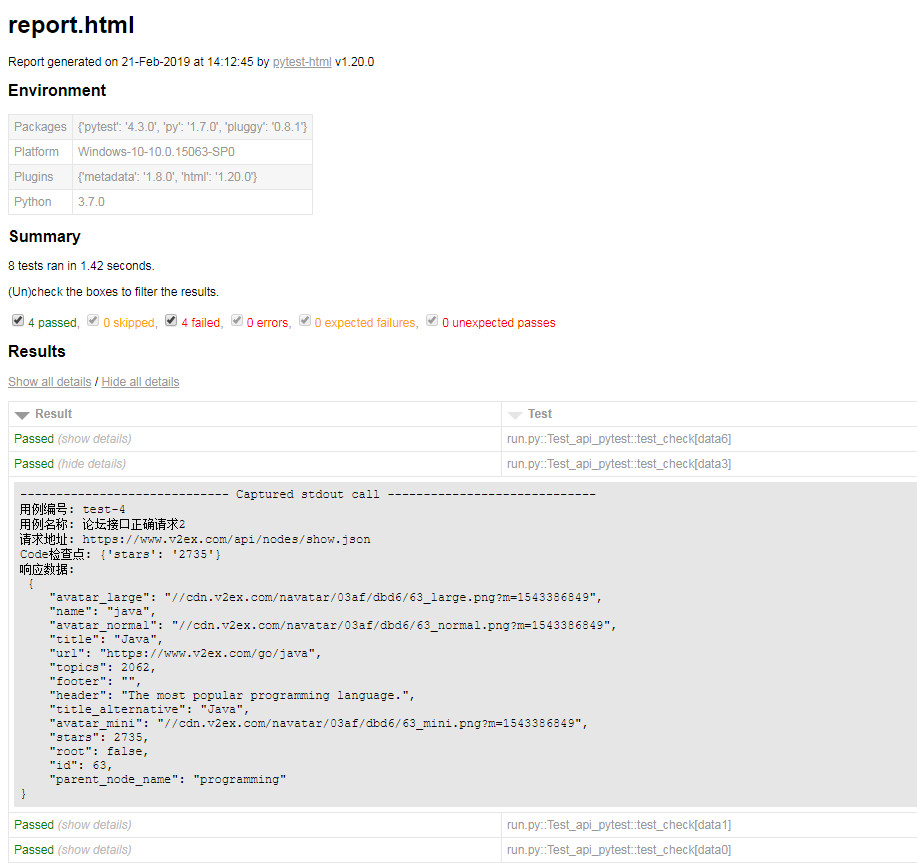 report.html
Report generated on 21-Feb-2019 at 14:12:45 by pytest-html v1.20.0
Environment
Packages {'pytest': '4.3.0', 'py': '1.7.0', 'pluggy': '0.8.1'}
Platform Windows-10-10.0.15063-SP0
Plugins {'metadata': '1.8.0', 'html': '1.20.0'}
Python 3.7.0
Summary
8 tests ran in 1.42 seconds.
(Un)check the boxes to filter the results.
4 passed, 0 skipped, 4 failed, 0 errors, 0 expected failures, 0 unexpected passes
Results
Show all details / Hide all details
Result Test
Passed (show details) run.py::Test_api_pytest::test_check[data6]
Passed (hide details) run.py::Test_api_pytest::test_check[data3]
----------------------------- Captured stdout call -----------------------------
用例编号: test-4
用例名称: 论坛接口正确请求2
请求地址: https://www.v2ex.com/api/nodes/show.json
Code检查点: {'stars': '2735'}
响应数据:
{
"avatar_large": "//cdn.v2ex.com/navatar/03af/dbd6/63_large.png?m=1543386849",
"name": "java",
"avatar_normal": "//cdn.v2ex.com/navatar/03af/dbd6/63_normal.png?m=1543386849",
"title": "Java",
"url": "https://www.v2ex.com/go/java",
"topics": 2062,
"footer": "",
"header": "The most popular programming language.",
"title_alternative": "Java",
"avatar_mini": "//cdn.v2ex.com/navatar/03af/dbd6/63_mini.png?m=1543386849",
"stars": 2735,
"root": false,
"id": 63,
"parent_node_name": "programming"
}
Passed (show details) run.py::Test_api_pytest::test_check[data1]
Passed (show details) run.py::Test_api_pytest::test_check[data0]